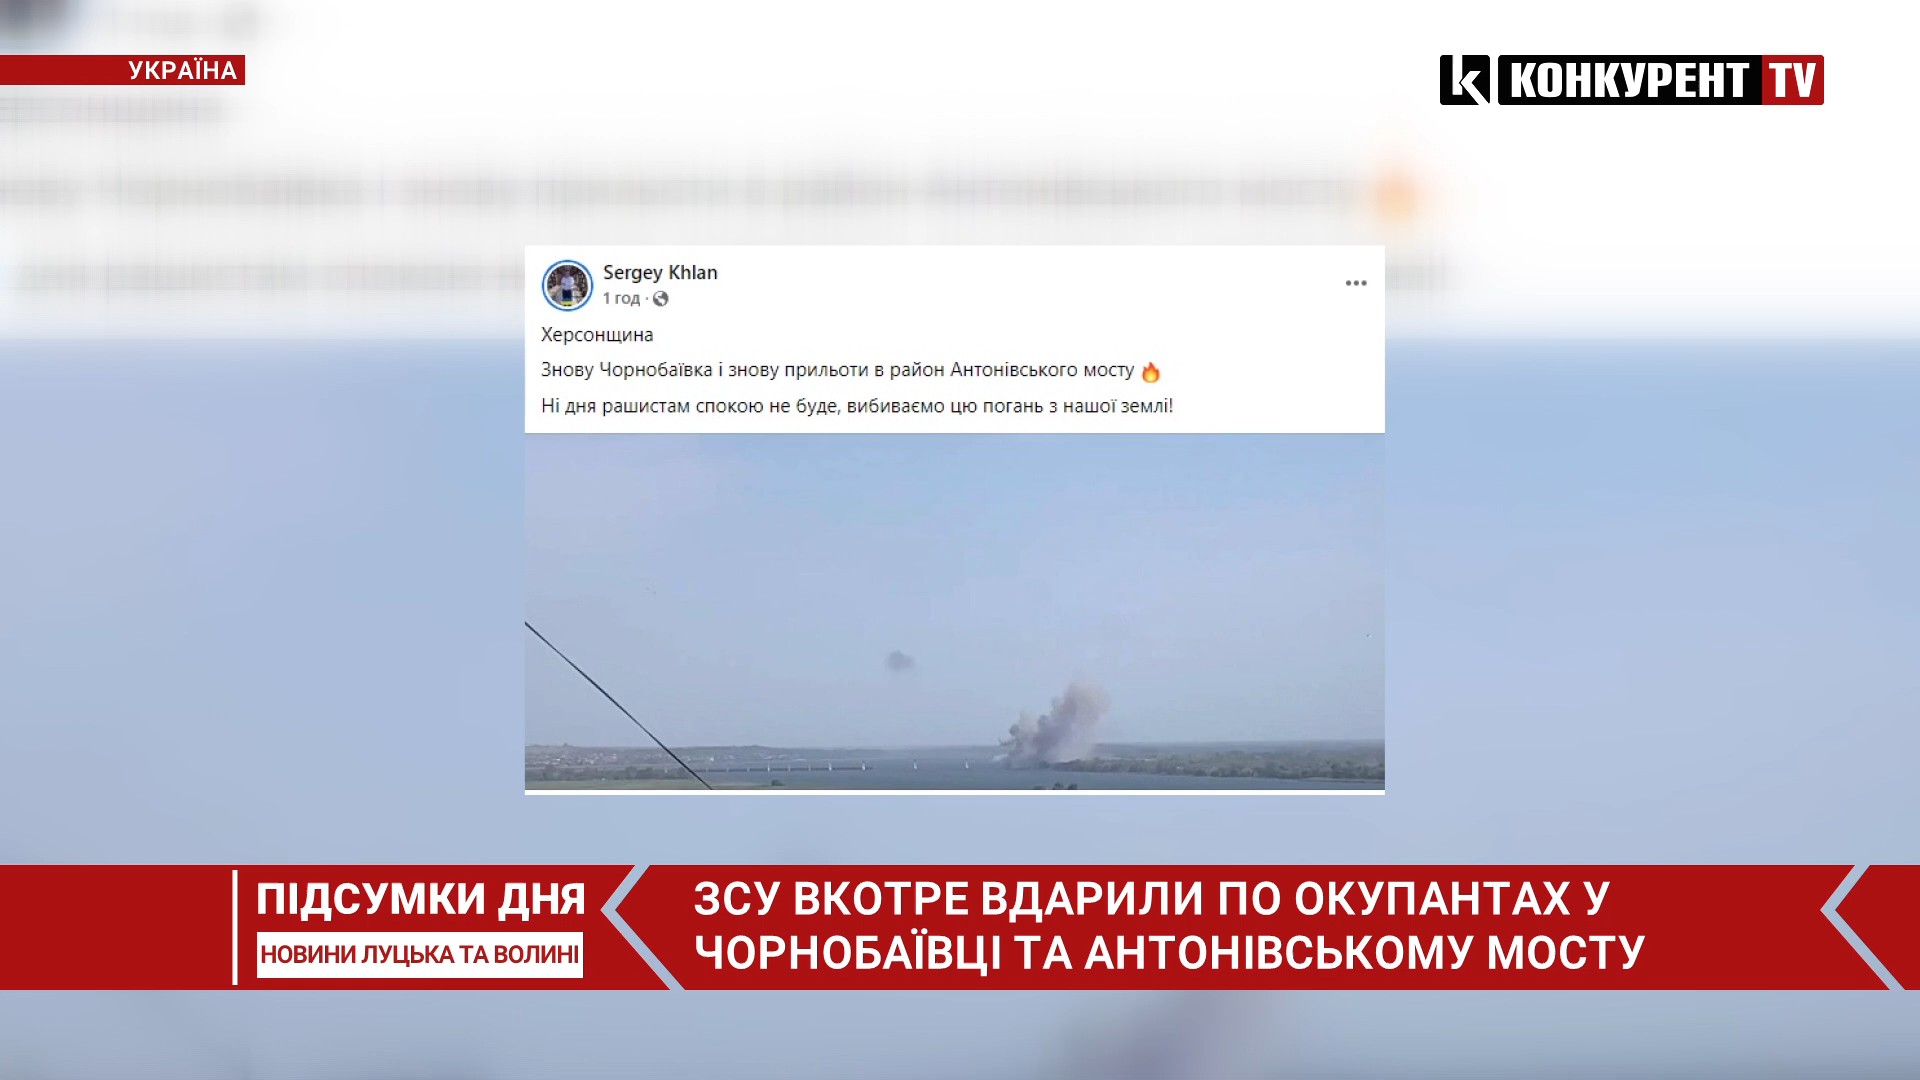 УКРАЇНА
k КОНКУРЕНТ TV
Sergey Khlan
1 год ·
Херсонщина
Знову Чорнобаївка і знову прильоти в район Антонівського мосту 🔥
Ні дня рашистам спокою не буде, вибиваємо цю погань з нашої землі!
ПІДСУМКИ ДНЯ
НОВИНИ ЛУЦЬКА ТА ВОЛИНІ
ЗСУ ВКОТРЕ ВДАРИЛИ ПО ОКУПАНТАХ У
ЧОРНОБАЇВЦІ ТА АНТОНІВСЬКОМУ МОСТУ